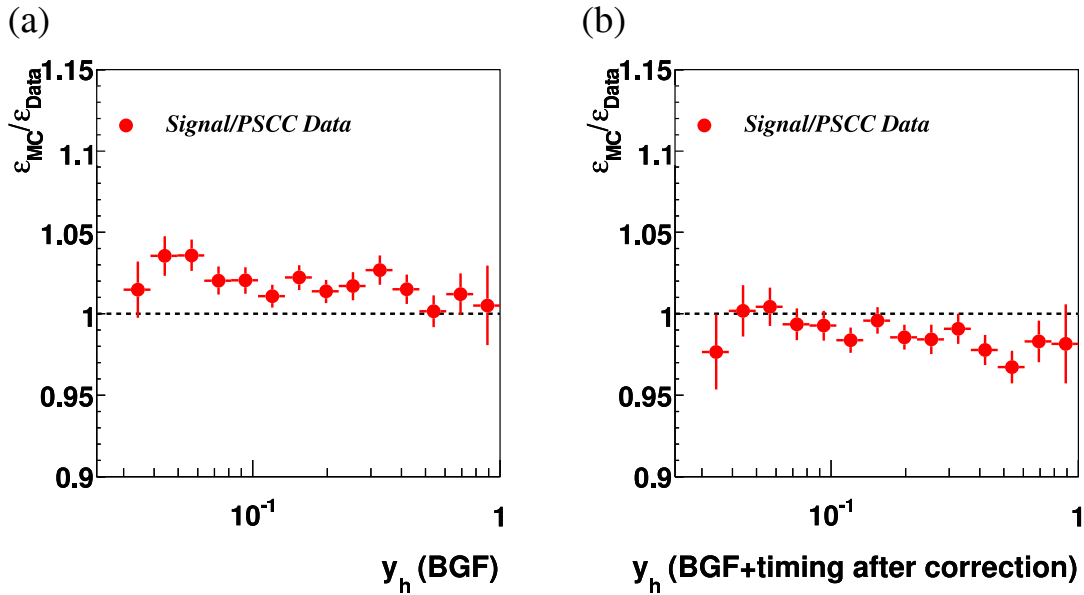 (a)
ε_MC/ε_Data
1.15
1.1
1.05
1
0.95
0.9
Signal/PSCC Data
10^-1
1
y_h (BGF)
(b)
ε_MC/ε_Data
1.15
1.1
1.05
1
0.95
0.9
Signal/PSCC Data
10^-1
1
y_h (BGF+timing after correction)